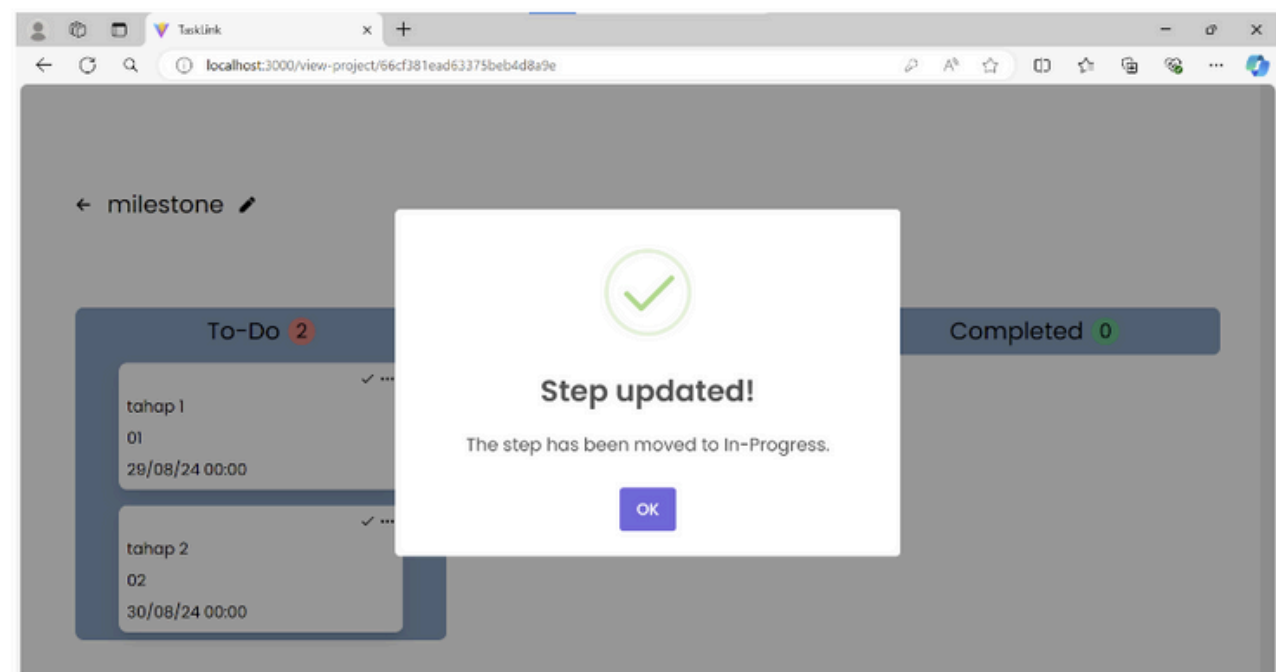 TaskLink
localhost:3000/view-project/66cf381ead63375beb4d8a9e
milestone
To-Do 2
tahap 1
01
29/08/24 00:00
tahap 2
02
30/08/24 00:00
Step updated!
The step has been moved to In-Progress.
OK
Completed 0